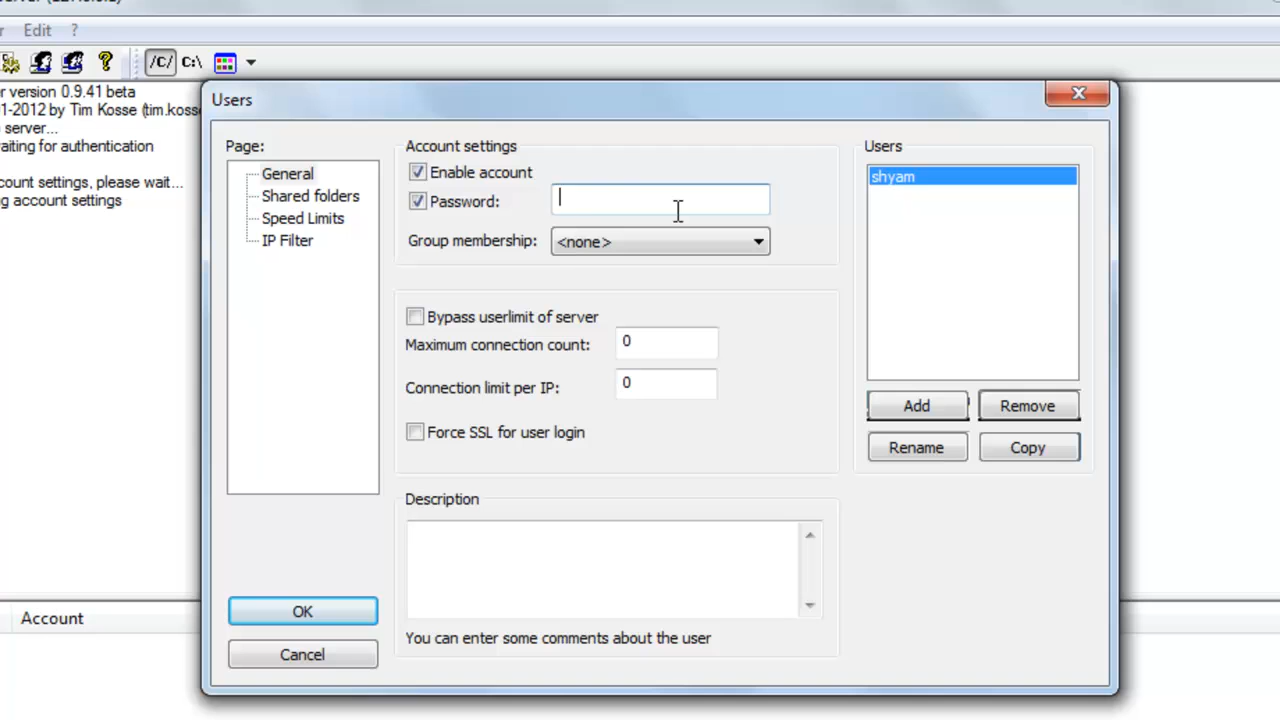 Edit ?
/C/ C:\
version 0.9.41 beta
1-2012 by Tim Kosse (tim.koss
server...
aiting for authentication
count settings, please wait...
g account settings
Account
Users
Page:
General
Shared folders
Speed Limits
IP Filter
OK
Cancel
Account settings
Enable account
Password:
Group membership: <none>
Bypass userlimit of server
Maximum connection count: 0
Connection limit per IP: 0
Force SSL for user login
Description
You can enter some comments about the user
Users
shyam
Add Remove
Rename Copy